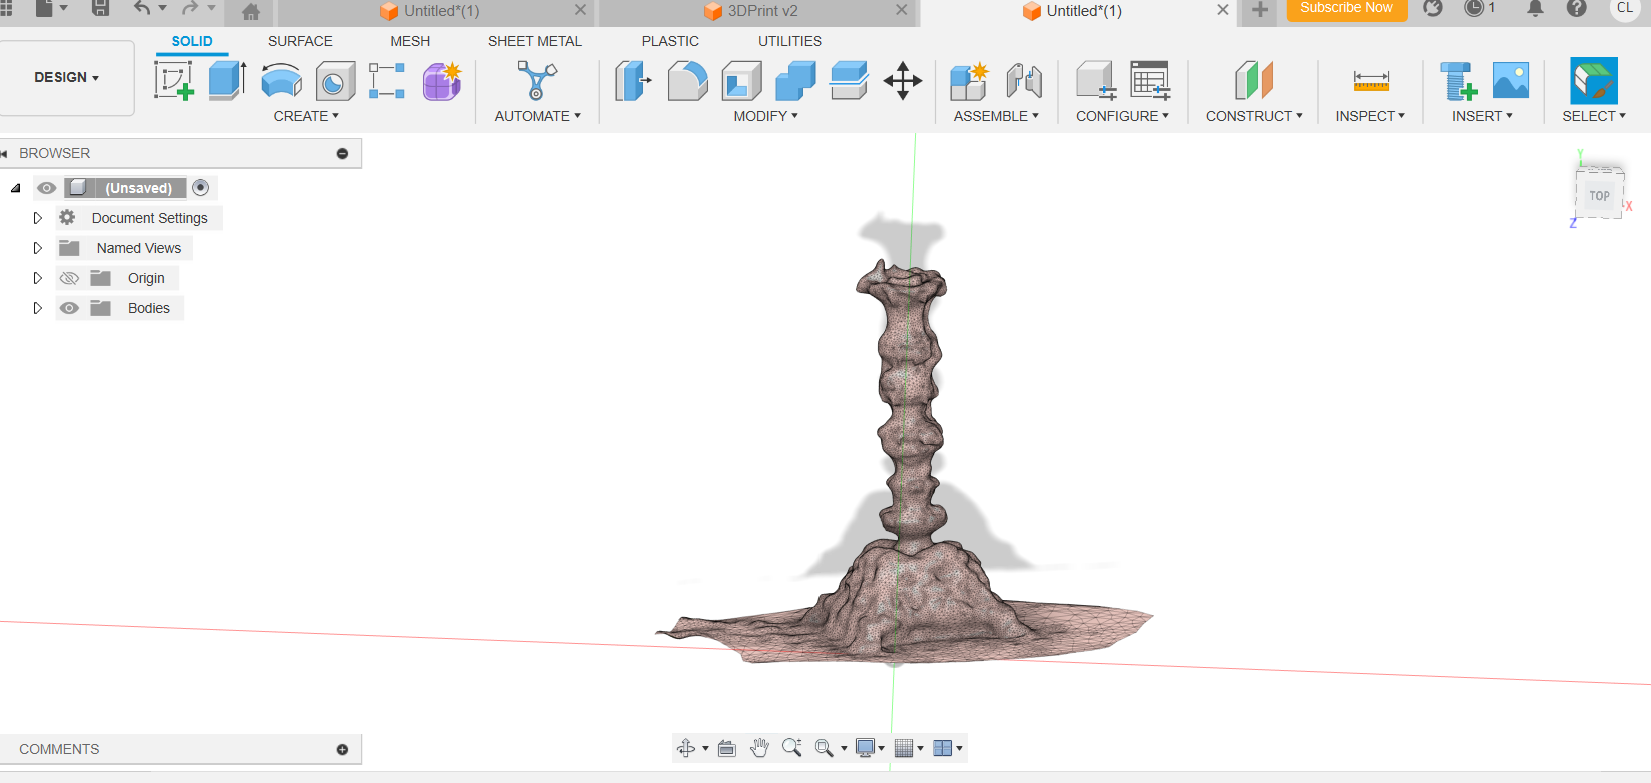 Untitled*(1)
3DPrint v2
Untitled*(1)
Subscribe Now
1
CL
DESIGN
SOLID
SURFACE
MESH
SHEET METAL
PLASTIC
UTILITIES
CREATE
AUTOMATE
MODIFY
ASSEMBLE
CONFIGURE
CONSTRUCT
INSPECT
INSERT
SELECT
BROWSER
(Unsaved)
Document Settings
Named Views
Origin
Bodies
Y
TOP
X
Z
COMMENTS